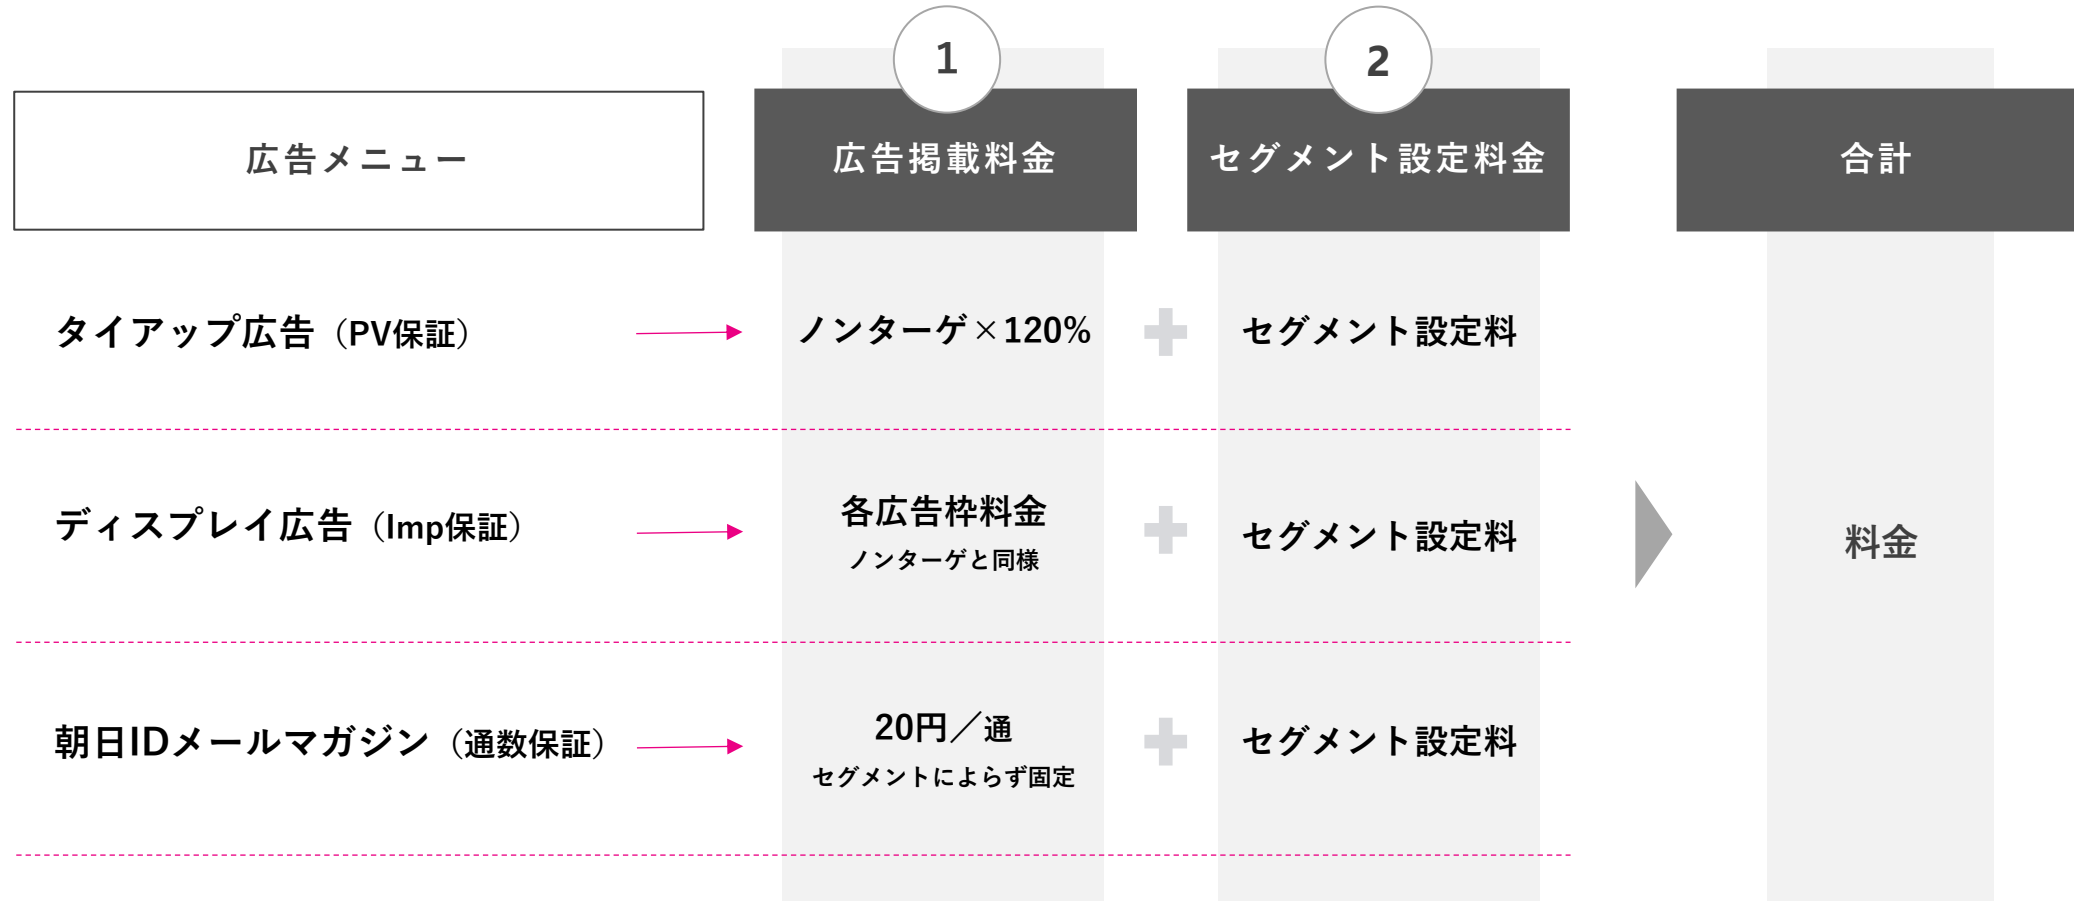 1
2
広告メニュー
広告掲載料金
セグメント設定料金
合計
タイアップ広告（PV保証）
ノンターゲ×120%
セグメント設定料
ディスプレイ広告（Imp保証）
各広告枠料金
ノンターゲと同様
セグメント設定料
料金
朝日IDメールマガジン（通数保証）
20円／通
セグメントによらず固定
セグメント設定料